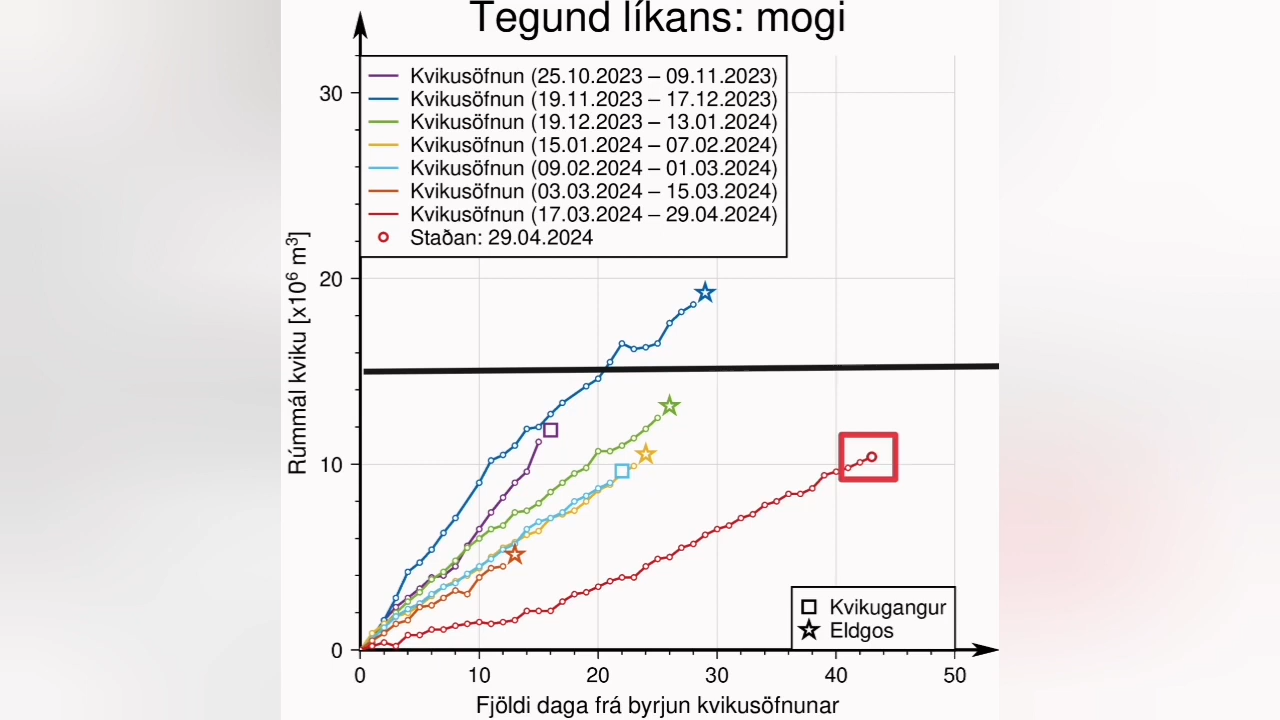 Tegund líkans: mogi
Kvikusöfnun (25.10.2023 – 09.11.2023)
Kvikusöfnun (19.11.2023 – 17.12.2023)
Kvikusöfnun (19.12.2023 – 13.01.2024)
Kvikusöfnun (15.01.2024 – 07.02.2024)
Kvikusöfnun (09.02.2024 – 01.03.2024)
Kvikusöfnun (03.03.2024 – 15.03.2024)
Kvikusöfnun (17.03.2024 – 29.04.2024)
Staðan: 29.04.2024
Rúmmál kviku [x10⁶ m³]
30
20
10
0
Kvikugangur
Eldgos
0 10 20 30 40 50
Fjöldi daga frá byrjun kvikusöfnunar